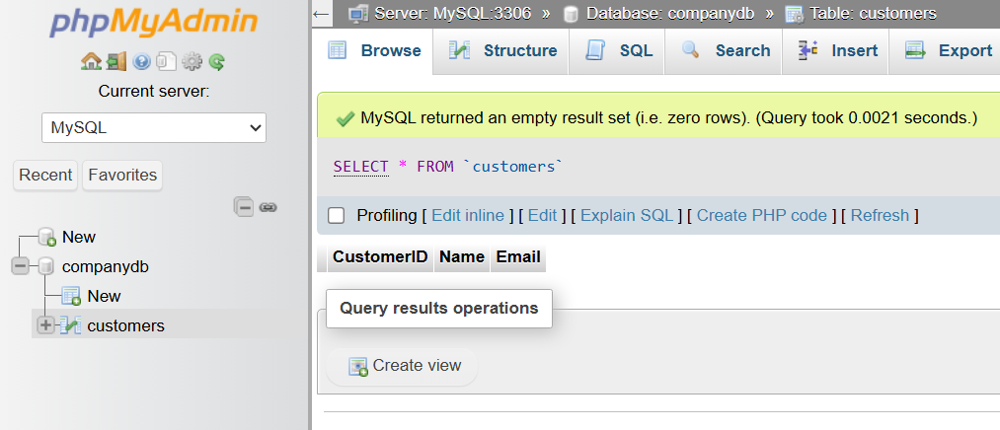 phpMyAdmin
Current server:
MySQL
Recent Favorites
New
companydb
New
customers
Server: MySQL:3306 » Database: companydb » Table: customers
Browse Structure SQL Search Insert Export
MySQL returned an empty result set (i.e. zero rows). (Query took 0.0021 seconds.)
SELECT * FROM `customers`
Profiling [ Edit inline ] [ Edit ] [ Explain SQL ] [ Create PHP code ] [ Refresh ]
CustomerID Name Email
Query results operations
Create view